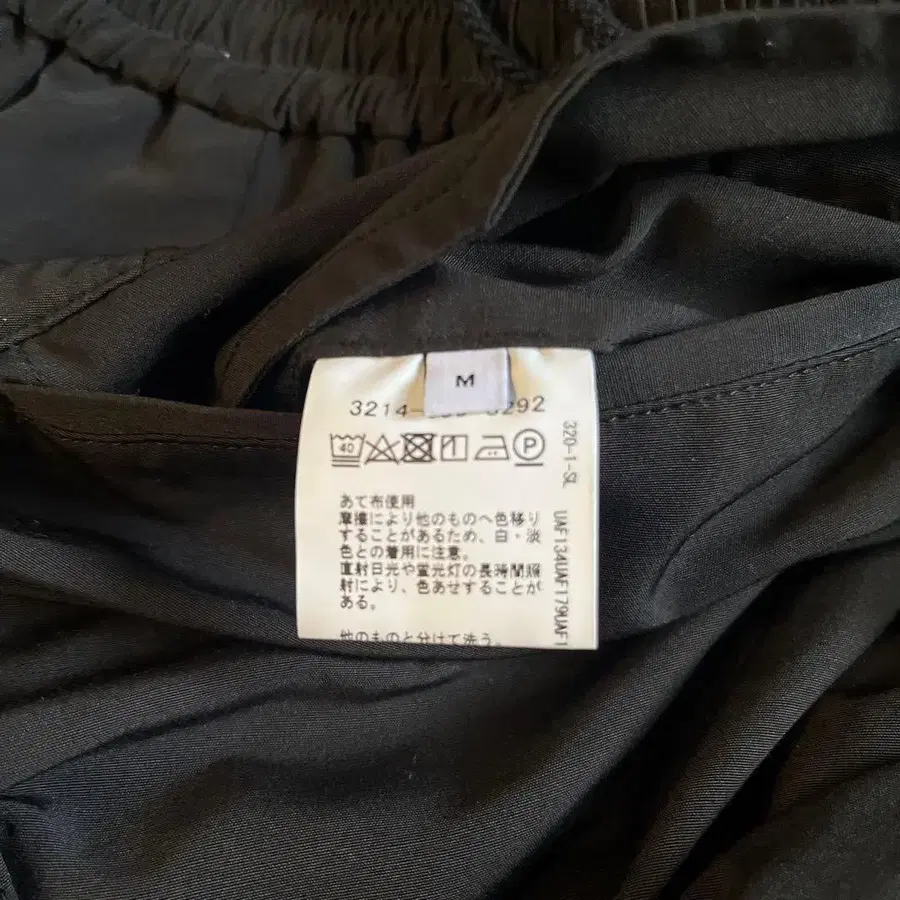 M
3214-
3292
40
P
あて布使用
摩擦により他のものへ色移り
することがあるため、白・淡
色との着用に注意。
直射日光や蛍光灯の長時間照
射により、色あせすることが
ある。
他のものと分けて洗う。
320-1-SL
UAF134UAF179UAF1